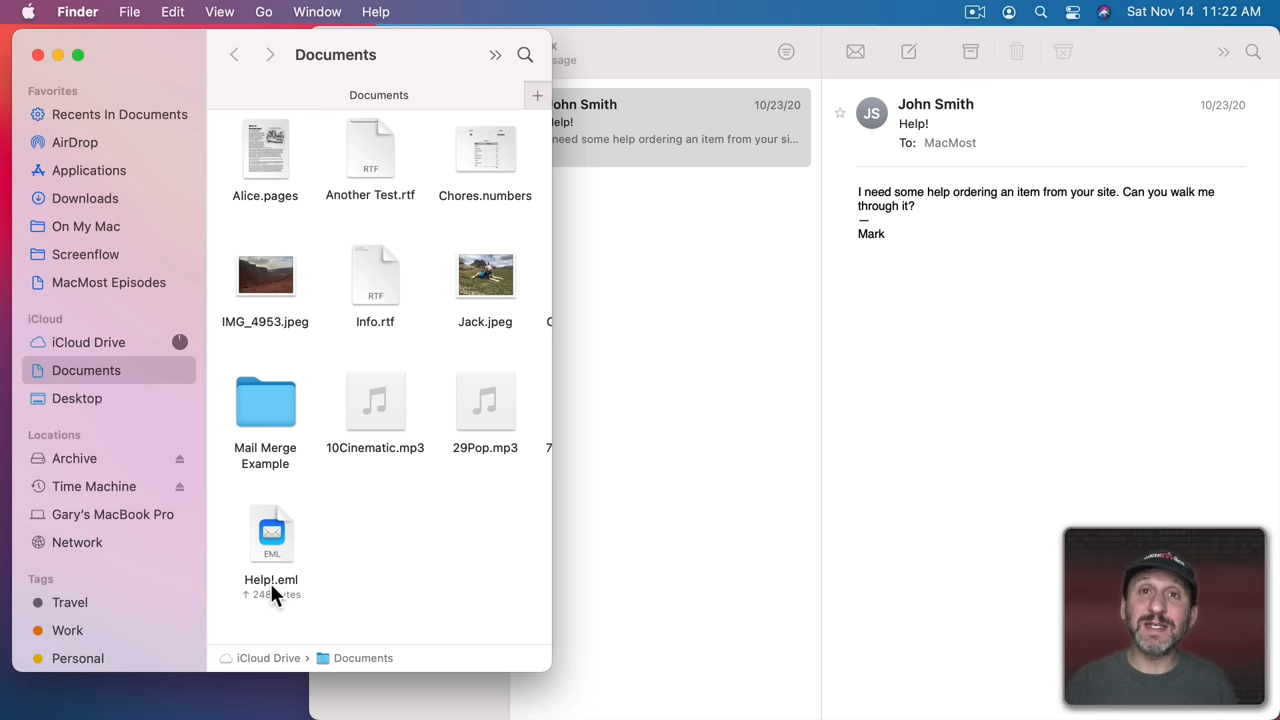 Finder File Edit View Go Window Help
Sat Nov 14 11:22 AM
Documents
Documents
Favorites
Recents In Documents
AirDrop
Applications
Downloads
On My Mac
Screenflow
MacMost Episodes
iCloud
iCloud Drive
Documents
Desktop
Locations
Archive
Time Machine
Gary's MacBook Pro
Network
Tags
Travel
Work
Personal
Alice.pages
Another Test.rtf
RTF
Chores.numbers
IMG_4953.jpeg
RTF
Info.rtf
Jack.jpeg
Mail Merge
Example
10Cinematic.mp3
29Pop.mp3
EML
Help!.eml
iCloud Drive › Documents
ohn Smith 10/23/20
elp!
need some help ordering an item from your si...
JS
John Smith 10/23/20
Help!
To: MacMost
I need some help ordering an item from your site. Can you walk me
through it?
—
Mark